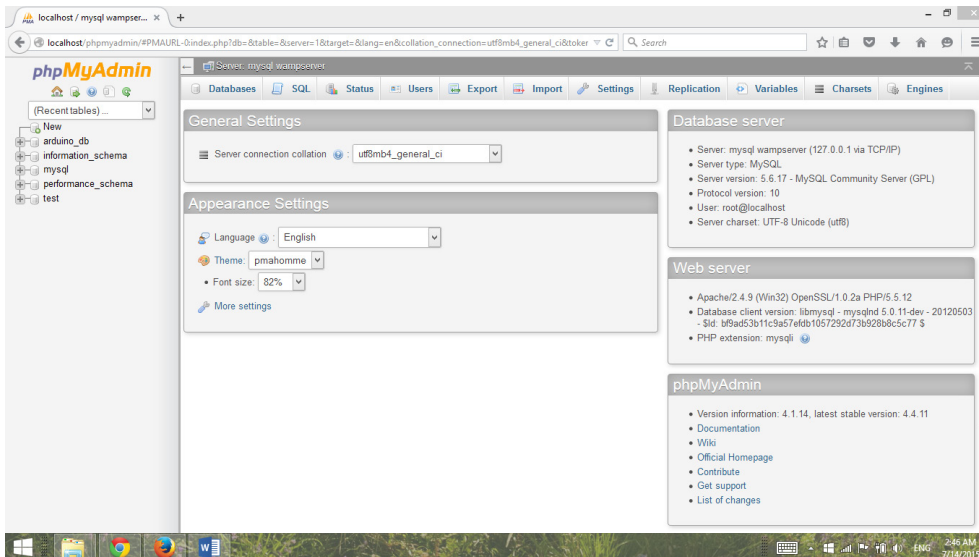 localhost / mysql wampser... × +
localhost/phpmyadmin/#PMAURL-0:index.php?db=&table=&server=1&target=&lang=en&collation_connection=utf8mb4_general_ci&token
Search
phpMyAdmin
(Recent tables) ...
New
arduino_db
information_schema
mysql
performance_schema
test
Server: mysql wampserver
Databases SQL Status Users Export Import Settings Replication Variables Charsets Engines
General Settings
Server connection collation : utf8mb4_general_ci
Appearance Settings
Language : English
Theme: pmahomme
• Font size: 82%
More settings
Database server
• Server: mysql wampserver (127.0.0.1 via TCP/IP)
• Server type: MySQL
• Server version: 5.6.17 - MySQL Community Server (GPL)
• Protocol version: 10
• User: root@localhost
• Server charset: UTF-8 Unicode (utf8)
Web server
• Apache/2.4.9 (Win32) OpenSSL/1.0.2a PHP/5.5.12
• Database client version: libmysql - mysqlnd 5.0.11-dev - 20120503
- $Id: bf9ad53b11c9a57efdb1057292d73b928b8c5c77 $
• PHP extension: mysqli
phpMyAdmin
• Version information: 4.1.14, latest stable version: 4.4.11
• Documentation
• Wiki
• Official Homepage
• Contribute
• Get support
• List of changes
ENG
2:46 AM